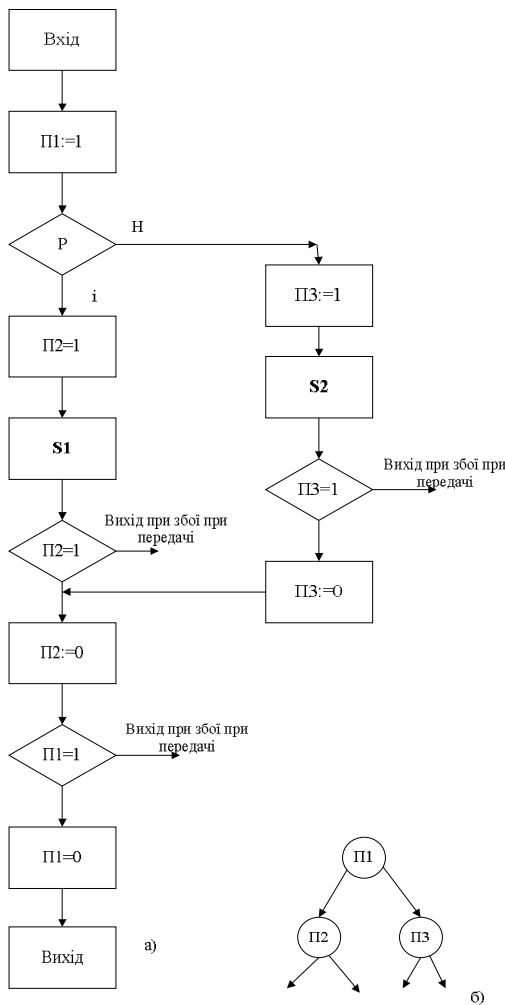 Вхід
П1:=1
Р
Н
і
П3:=1
П2=1
S2
S1
Вихід при збої при
передачі
П3=1
Вихід при збої при
передачі
П2=1
П3:=0
П2:=0
Вихід при збої при
передачі
П1=1
П1=0
П1
П2
П3
Вихід
а)
б)